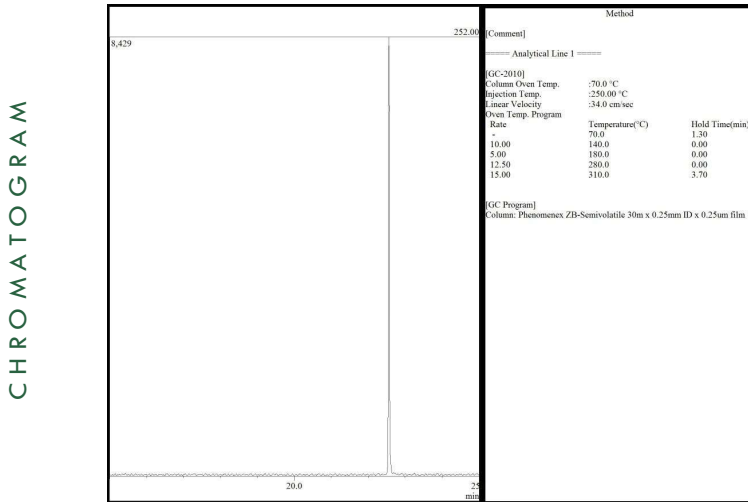 CHROMATOGRAM
252.00
8,429
20.0
25
min
Method
[Comment]
===== Analytical Line 1 =====
[GC-2010]
Column Oven Temp. :70.0 °C
Injection Temp. :250.00 °C
Linear Velocity :34.0 cm/sec
Oven Temp. Program
Rate Temperature(°C) Hold Time(min)
- 70.0 1.30
10.00 140.0 0.00
5.00 180.0 0.00
12.50 280.0 0.00
15.00 310.0 3.70
[GC Program]
Column: Phenomenex ZB-Semivolatile 30m x 0.25mm ID x 0.25um film